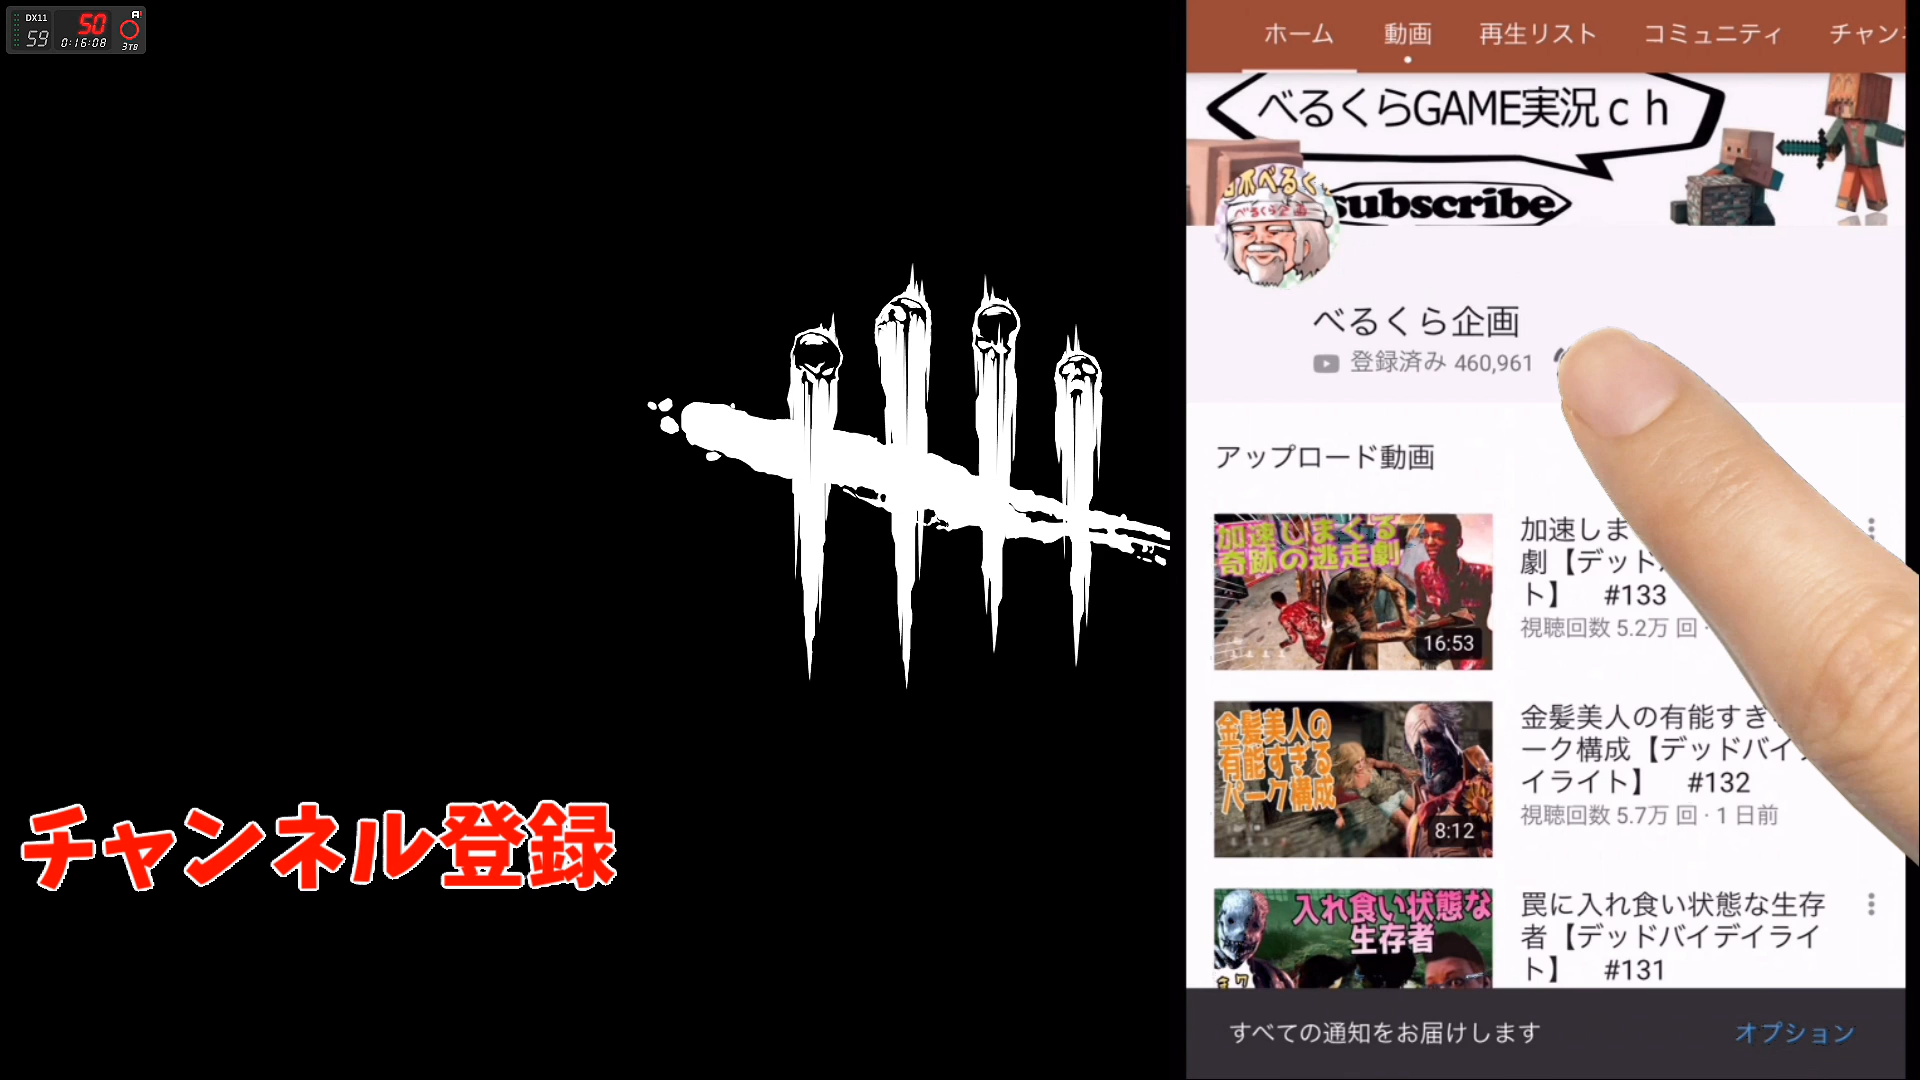 DX11
59
50
0:16:08
3TB
ホーム 動画 再生リスト コミュニティ
べるくらGAME実況ch
べるくら企画
subscribe
べるくら企画
登録済み 460,961
アップロード動画
加速しまくる
奇跡の逃走劇
16:53
加速しま
劇【デッド
ト】 #133
視聴回数 5.2万 回 ·
金髪美人の
有能すぎる
パーク構成
8:12
金髪美人の有能すぎ
ーク構成【デッドバイ
イライト】 #132
視聴回数 5.7万 回 · 1 日前
入れ食い状態な
生存者
罠に入れ食い状態な生存
者【デッドバイデイライ
ト】 #131
チャンネル登録
すべての通知をお届けします オプション